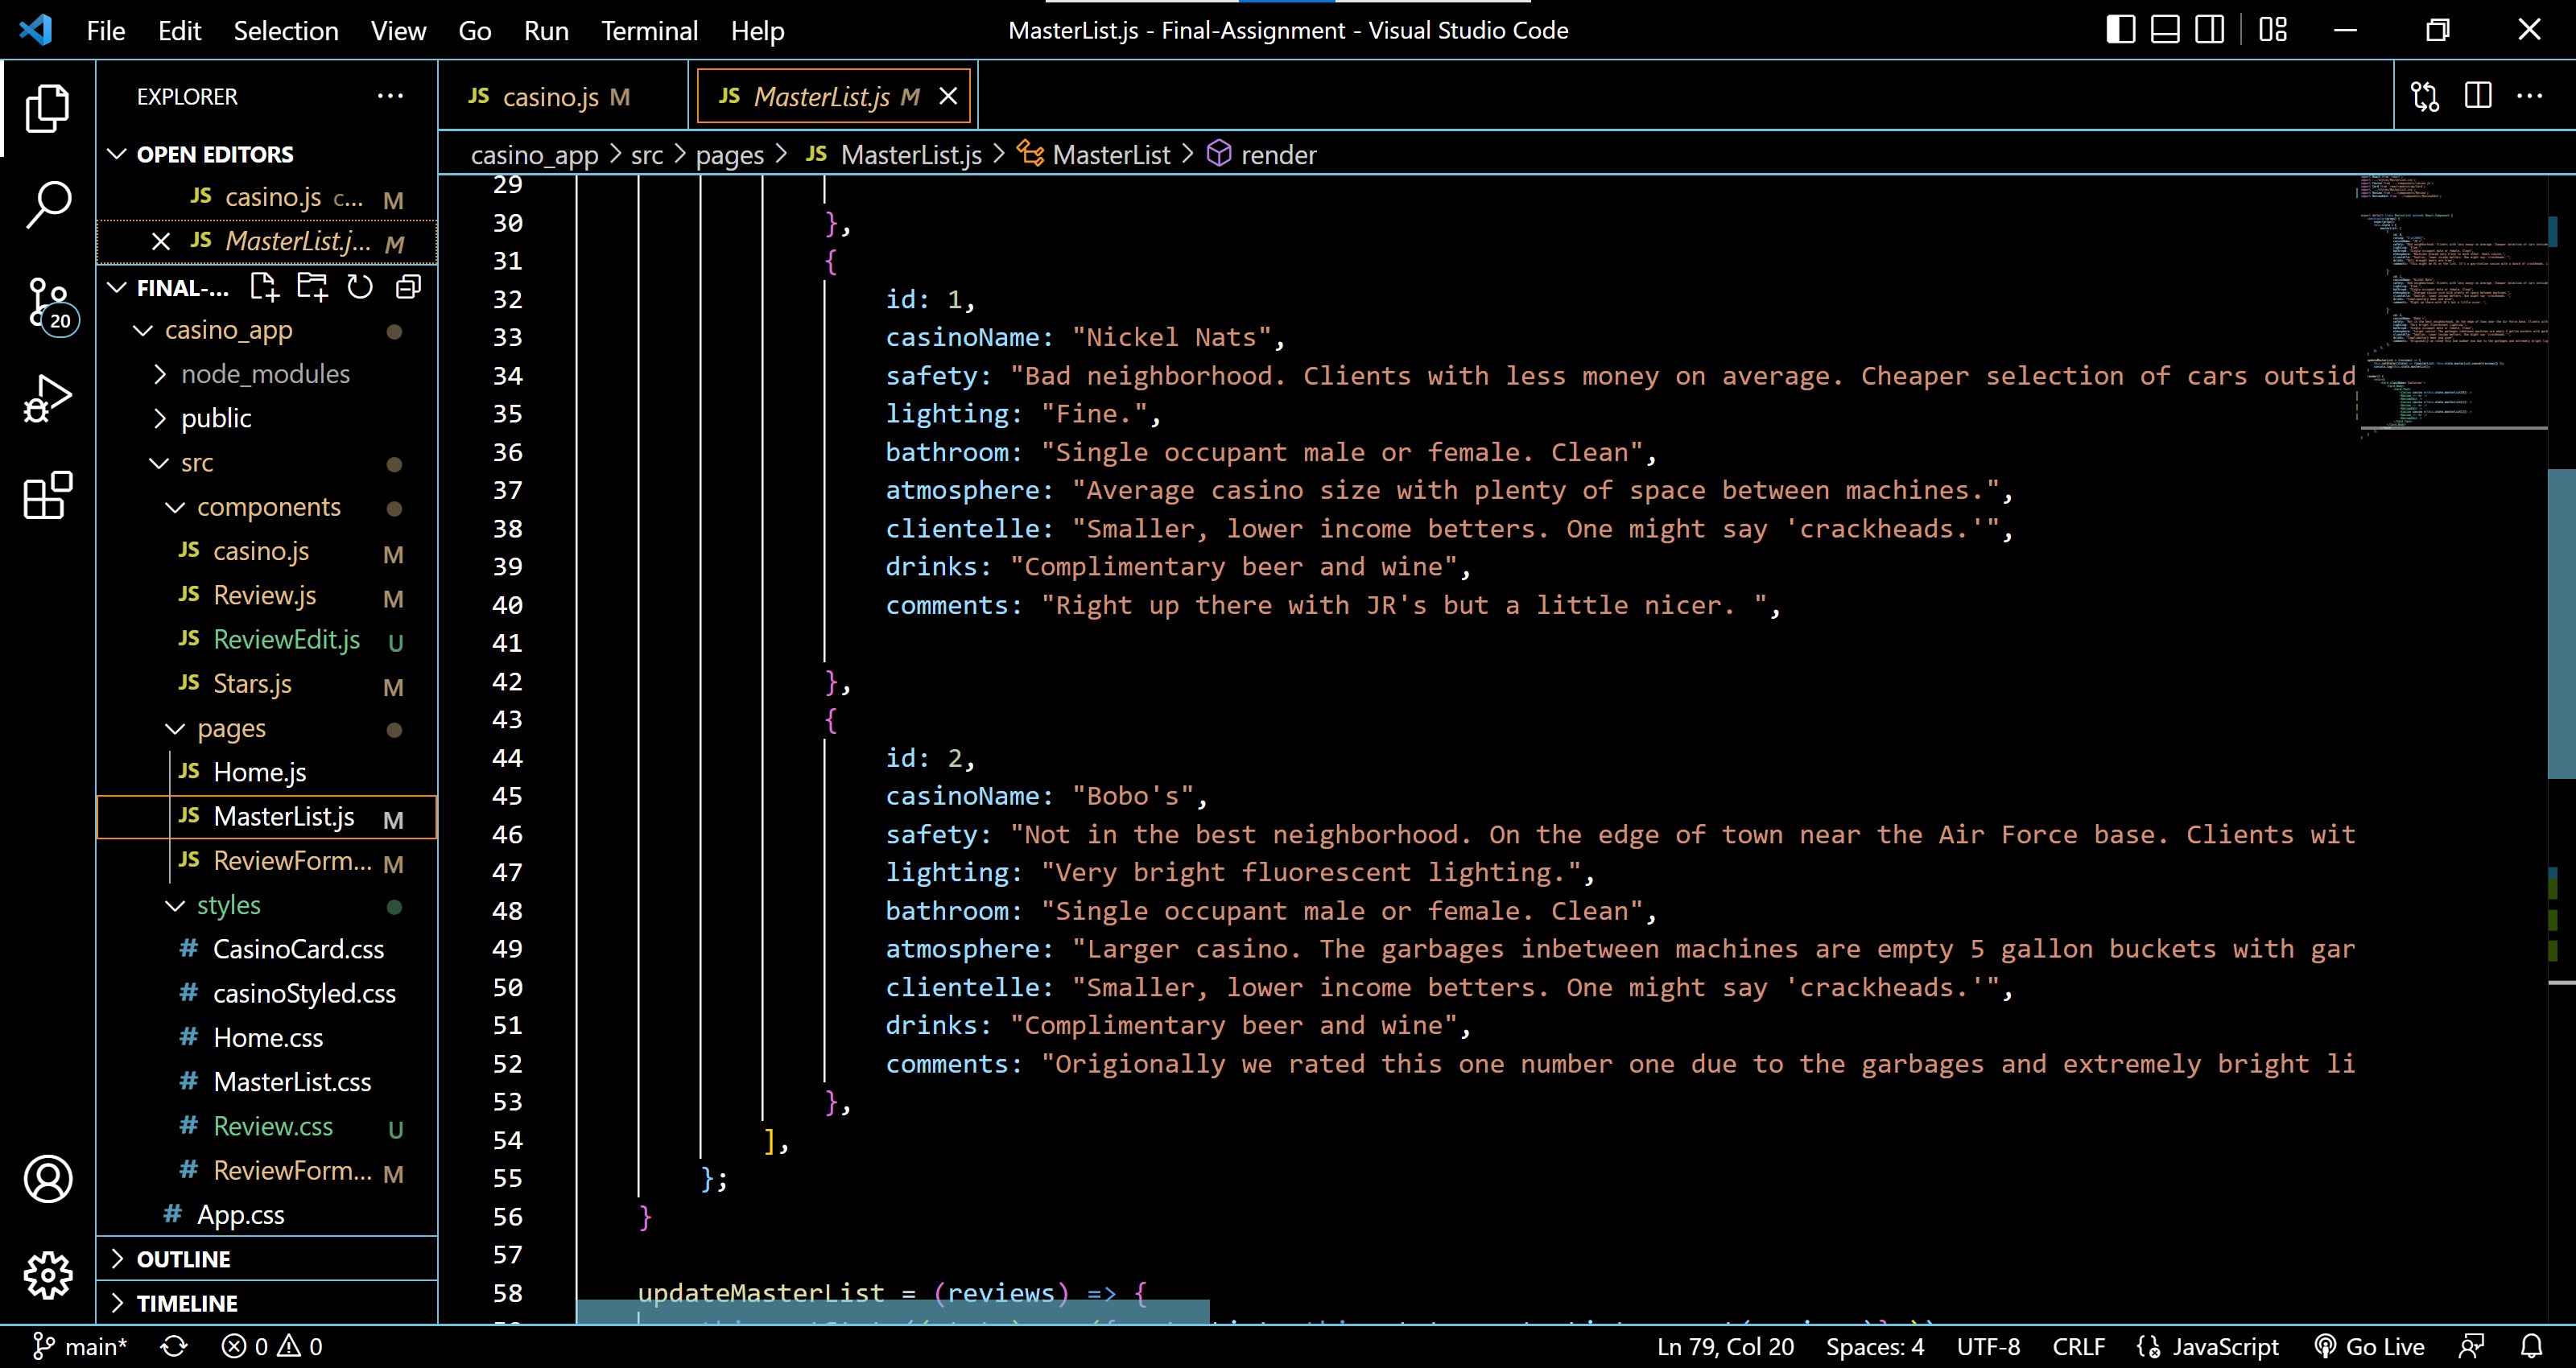 File Edit Selection View Go Run Terminal Help
MasterList.js - Final-Assignment - Visual Studio Code
EXPLORER
OPEN EDITORS
JS casino.js c... M
JS MasterList.j... M
FINAL-...
casino_app
node_modules
public
src
components
JS casino.js M
JS Review.js M
JS ReviewEdit.js U
JS Stars.js M
pages
JS Home.js
JS MasterList.js M
JS ReviewForm... M
styles
# CasinoCard.css
# casinoStyled.css
# Home.css
# MasterList.css
# Review.css U
# ReviewForm... M
# App.css
OUTLINE
TIMELINE
20
JS casino.js M
JS MasterList.js M
casino_app > src > pages > JS MasterList.js > MasterList > render
29
30 },
31 {
32 id: 1,
33 casinoName: "Nickel Nats",
34 safety: "Bad neighborhood. Clients with less money on average. Cheaper selection of cars outsid
35 lighting: "Fine.",
36 bathroom: "Single occupant male or female. Clean",
37 atmosphere: "Average casino size with plenty of space between machines.",
38 clientelle: "Smaller, lower income betters. One might say 'crackheads.'",
39 drinks: "Complimentary beer and wine",
40 comments: "Right up there with JR's but a little nicer. ",
41
42 },
43 {
44 id: 2,
45 casinoName: "Bobo's",
46 safety: "Not in the best neighborhood. On the edge of town near the Air Force base. Clients wit
47 lighting: "Very bright fluorescent lighting.",
48 bathroom: "Single occupant male or female. Clean",
49 atmosphere: "Larger casino. The garbages inbetween machines are empty 5 gallon buckets with gar
50 clientelle: "Smaller, lower income betters. One might say 'crackheads.'",
51 drinks: "Complimentary beer and wine",
52 comments: "Origionally we rated this one number one due to the garbages and extremely bright li
53 },
54 ],
55 };
56 }
57
58 updateMasterList = (reviews) => {
main* 0 0
Ln 79, Col 20 Spaces: 4 UTF-8 CRLF JavaScript Go Live